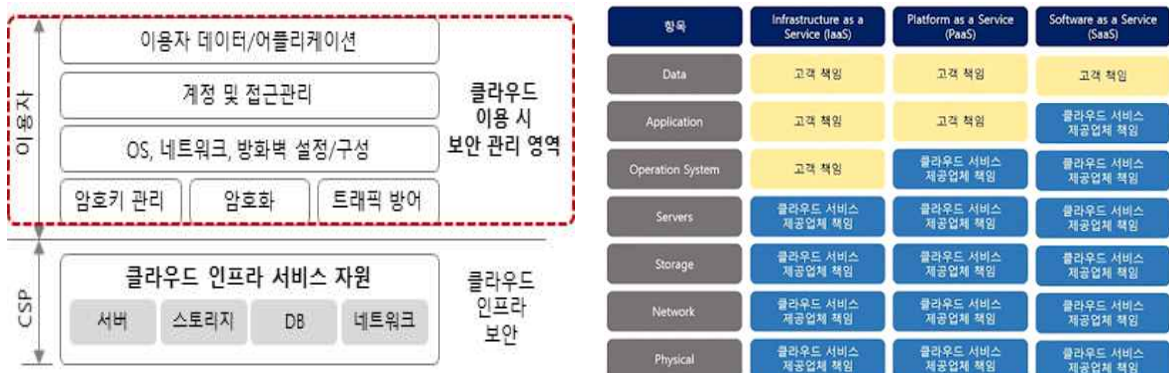 이용자
이용자 데이터/어플리케이션
계정 및 접근관리
OS, 네트워크, 방화벽 설정/구성
암호키 관리 암호화 트래픽 방어
클라우드
이용 시
보안 관리 영역
CSP
클라우드 인프라 서비스 자원
서버 스토리지 DB 네트워크
클라우드
인프라
보안
항목
Infrastructure as a
Service (IaaS)
Platform as a Service
(PaaS)
Software as a Service
(SaaS)
Data
고객 책임
고객 책임
고객 책임
Application
고객 책임
고객 책임
클라우드 서비스
제공업체 책임
Operation System
고객 책임
클라우드 서비스
제공업체 책임
클라우드 서비스
제공업체 책임
Servers
클라우드 서비스
제공업체 책임
클라우드 서비스
제공업체 책임
클라우드 서비스
제공업체 책임
Storage
클라우드 서비스
제공업체 책임
클라우드 서비스
제공업체 책임
클라우드 서비스
제공업체 책임
Network
클라우드 서비스
제공업체 책임
클라우드 서비스
제공업체 책임
클라우드 서비스
제공업체 책임
Physical
클라우드 서비스
제공업체 책임
클라우드 서비스
제공업체 책임
클라우드 서비스
제공업체 책임